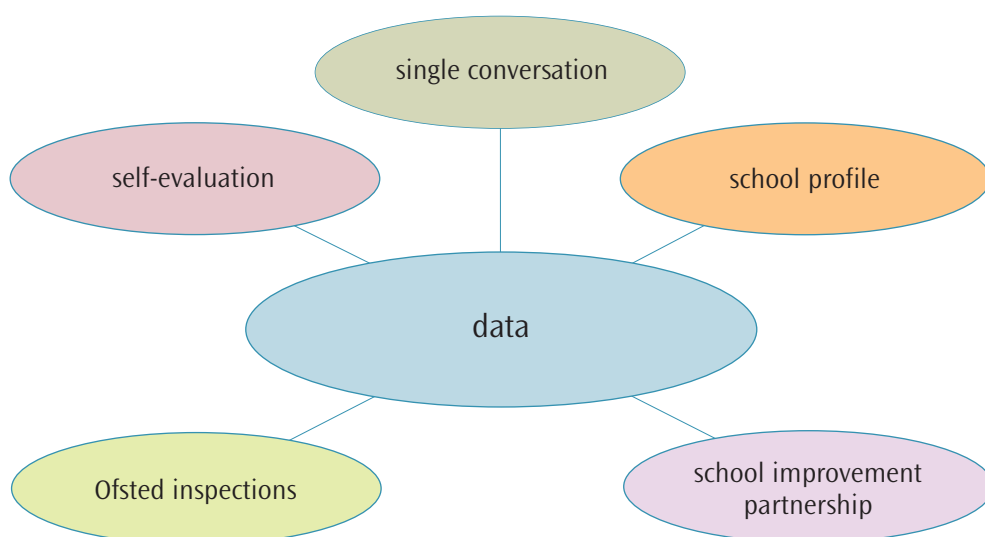 single conversation
self-evaluation
school profile
data
Ofsted inspections
school improvement
partnership